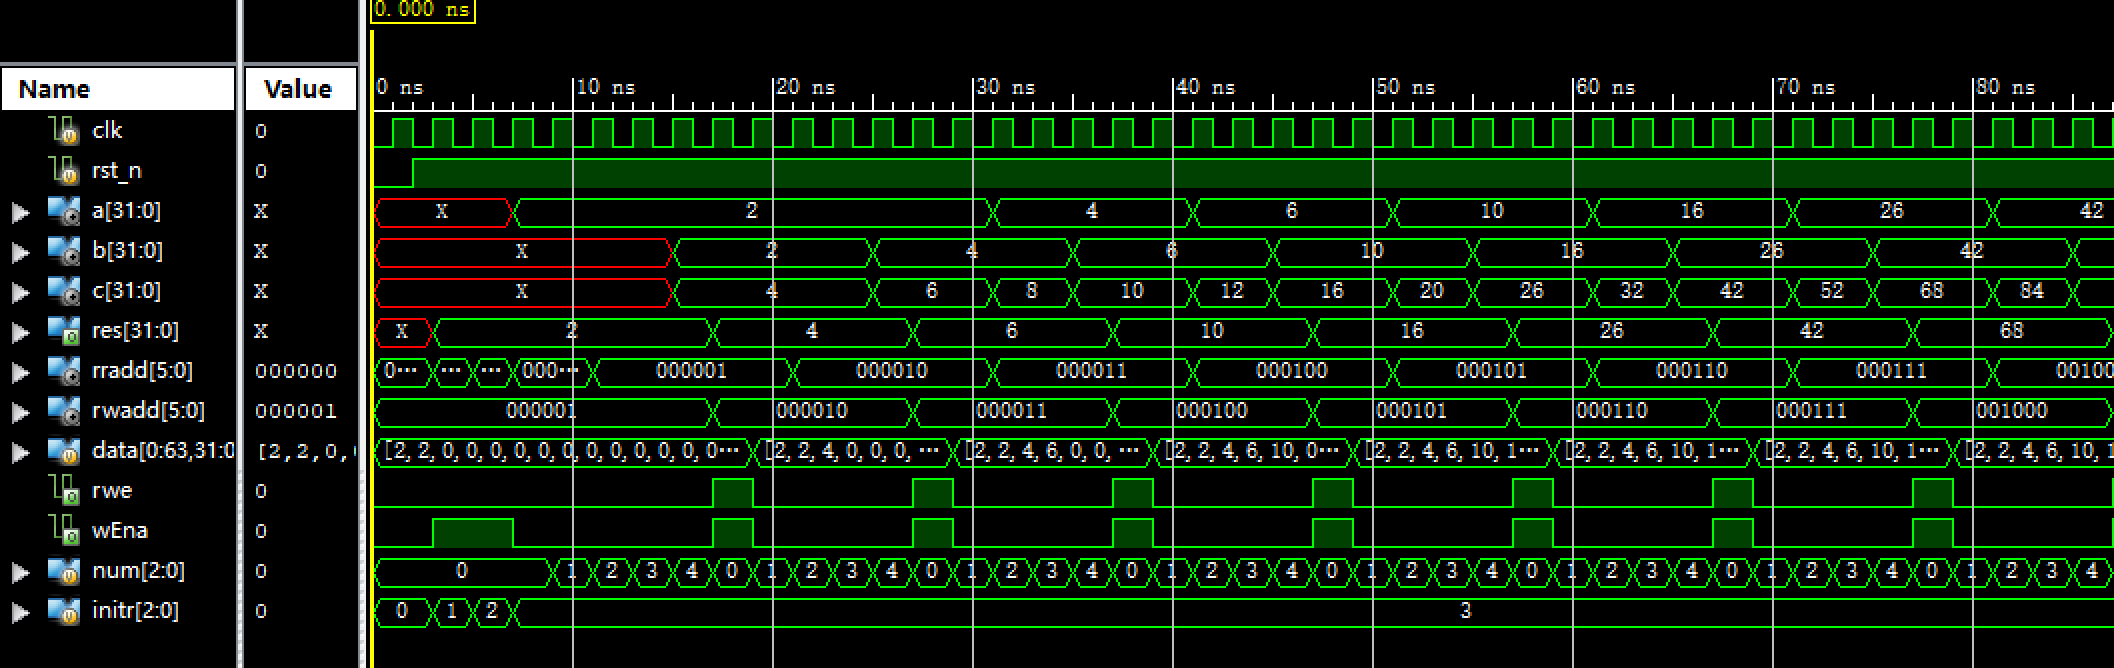 0.000 ns
Name Value 0 ns 10 ns 20 ns 30 ns 40 ns 50 ns 60 ns 70 ns 80 ns
clk 0
rst_n 0
a[31:0] X X 2 4 6 10 16 26 42
b[31:0] X X 2 4 6 10 16 26 42
c[31:0] X X 4 6 8 10 12 16 20 26 32 42 52 68 84
res[31:0] X X 2 4 6 10 16 26 42 68
rradd[5:0] 000000 0··· ··· ··· 000··· 000001 000010 000011 000100 000101 000110 000111 00100
rwadd[5:0] 000001 000001 000010 000011 000100 000101 000110 000111 001000
data[0:63,31:0 [2,2,0, [2,2,0,0,0,0,0,0,0,0,0,0,0,0··· [2,2,4,0,0,0,··· [2,2,4,6,0,0,··· [2,2,4,6,10,0··· [2,2,4,6,10,1··· [2,2,4,6,10,1··· [2,2,4,6,10,1··· [2,2,4,6,10,1
rwe 0
wEna 0
num[2:0] 0 0 1 2 3 4 0 1 2 3 4 0 1 2 3 4 0 1 2 3 4 0 1 2 3 4 0 1 2 3 4 0 1 2 3 4 0 1 2 3 4
initr[2:0] 0 0 1 2 3